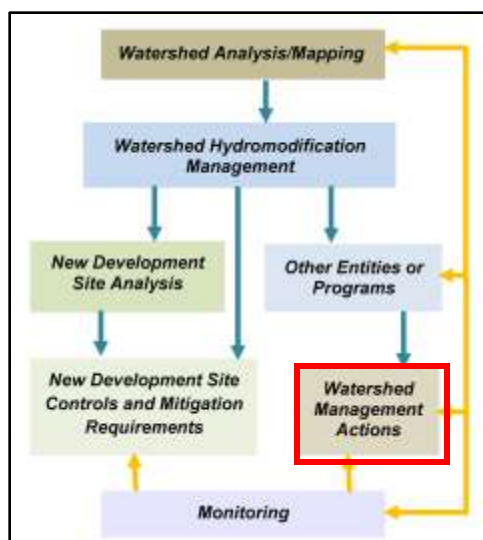 Watershed Analysis/Mapping
Watershed Hydromodification
Management
New Development
Site Analysis
Other Entities or
Programs
New Development Site
Controls and Mitigation
Requirements
Watershed
Management
Actions
Monitoring